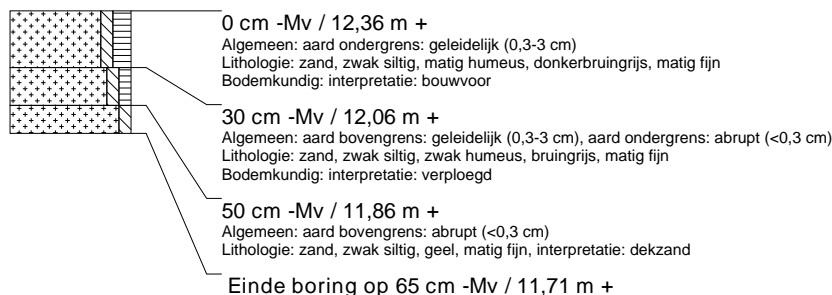 0 cm -Mv / 12,36 m +
Algemeen: aard ondergrens: geleidelijk (0,3-3 cm)
Lithologie: zand, zwak siltig, matig humeus, donkerbruingrijs, matig fijn
Bodemkundig: interpretatie: bouwvoor
30 cm -Mv / 12,06 m +
Algemeen: aard bovengrens: geleidelijk (0,3-3 cm), aard ondergrens: abrupt (<0,3 cm)
Lithologie: zand, zwak siltig, zwak humeus, bruingrijs, matig fijn
Bodemkundig: interpretatie: verploegd
50 cm -Mv / 11,86 m +
Algemeen: aard bovengrens: abrupt (<0,3 cm)
Lithologie: zand, zwak siltig, geel, matig fijn, interpretatie: dekzand
Einde boring op 65 cm -Mv / 11,71 m +